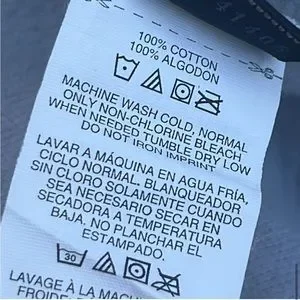 100% COTTON
100% ALGODON
MACHINE WASH COLD, NORMAL
ONLY NON-CHLORINE BLEACH
WHEN NEEDED TUMBLE DRY LOW
DO NOT IRON IMPRINT
LAVAR A MÁQUINA EN AGUA FRÍA,
CICLO NORMAL. BLANQUEADOR
SIN CLORO SOLAMENTE CUANDO
SEA NECESARIO SECAR EN
SECADORA A TEMPERATURA
BAJA. NO PLANCHAR EL
ESTAMPADO.
30
LAVAGE À LA MACH
FROIDE